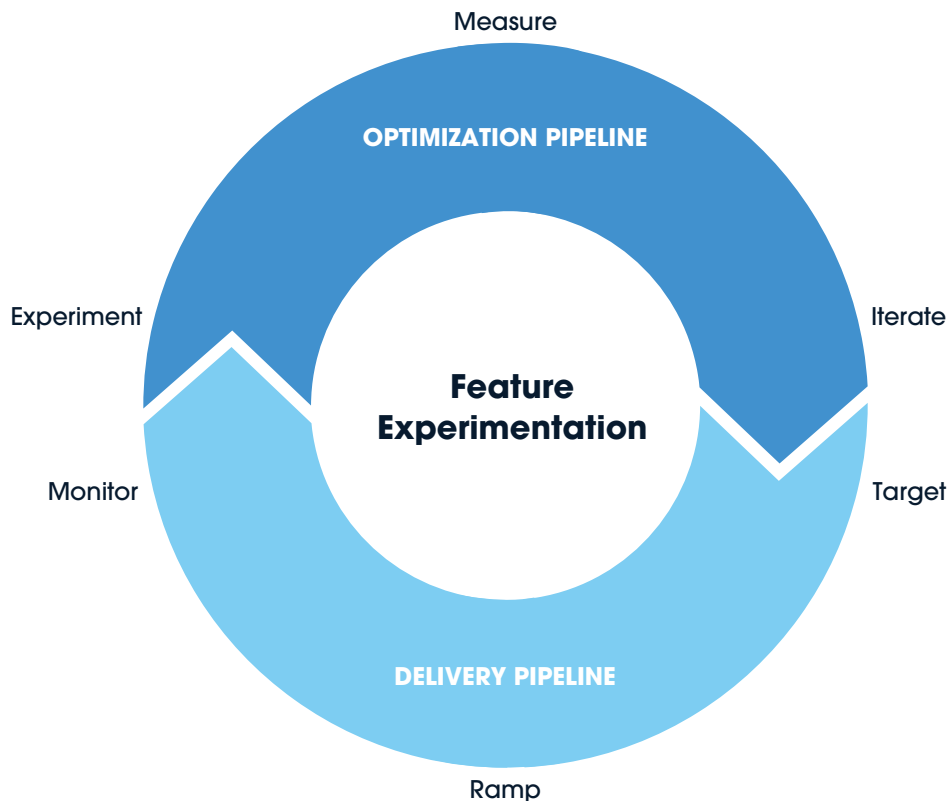 Measure
OPTIMIZATION PIPELINE
Experiment
Iterate
Feature
Experimentation
Monitor
Target
DELIVERY PIPELINE
Ramp